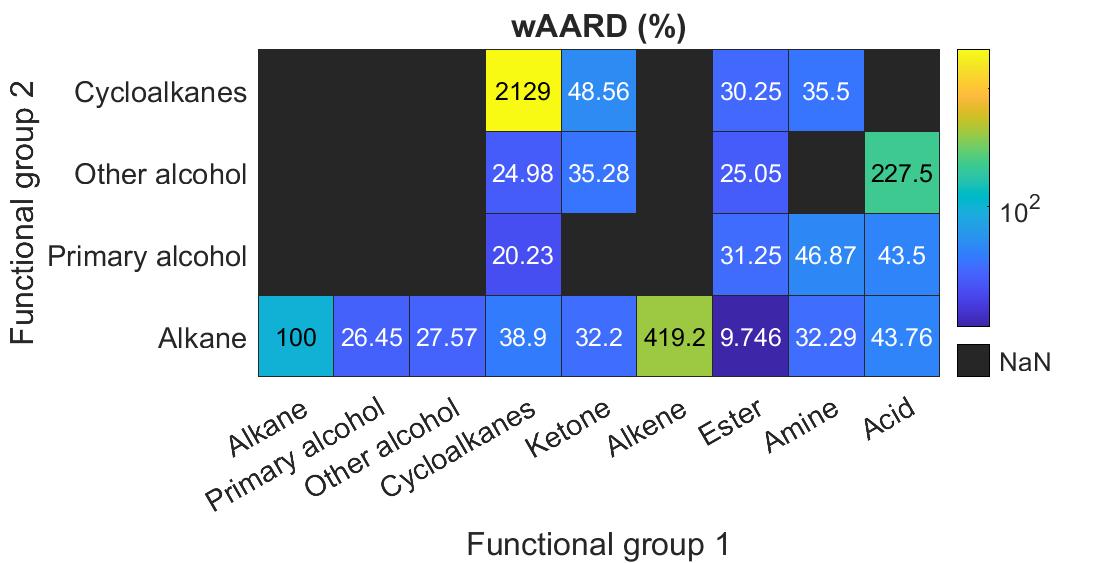 wAARD (%)
Functional group 2
Cycloalkanes 2129 48.56 30.25 35.5
Other alcohol 24.98 35.28 25.05 227.5
10^2
Primary alcohol 20.23 31.25 46.87 43.5
Alkane 100 26.45 27.57 38.9 32.2 419.2 9.746 32.29 43.76
NaN
Alkane Primary alcohol Other alcohol Cycloalkanes Ketone Alkene Ester Amine Acid
Functional group 1